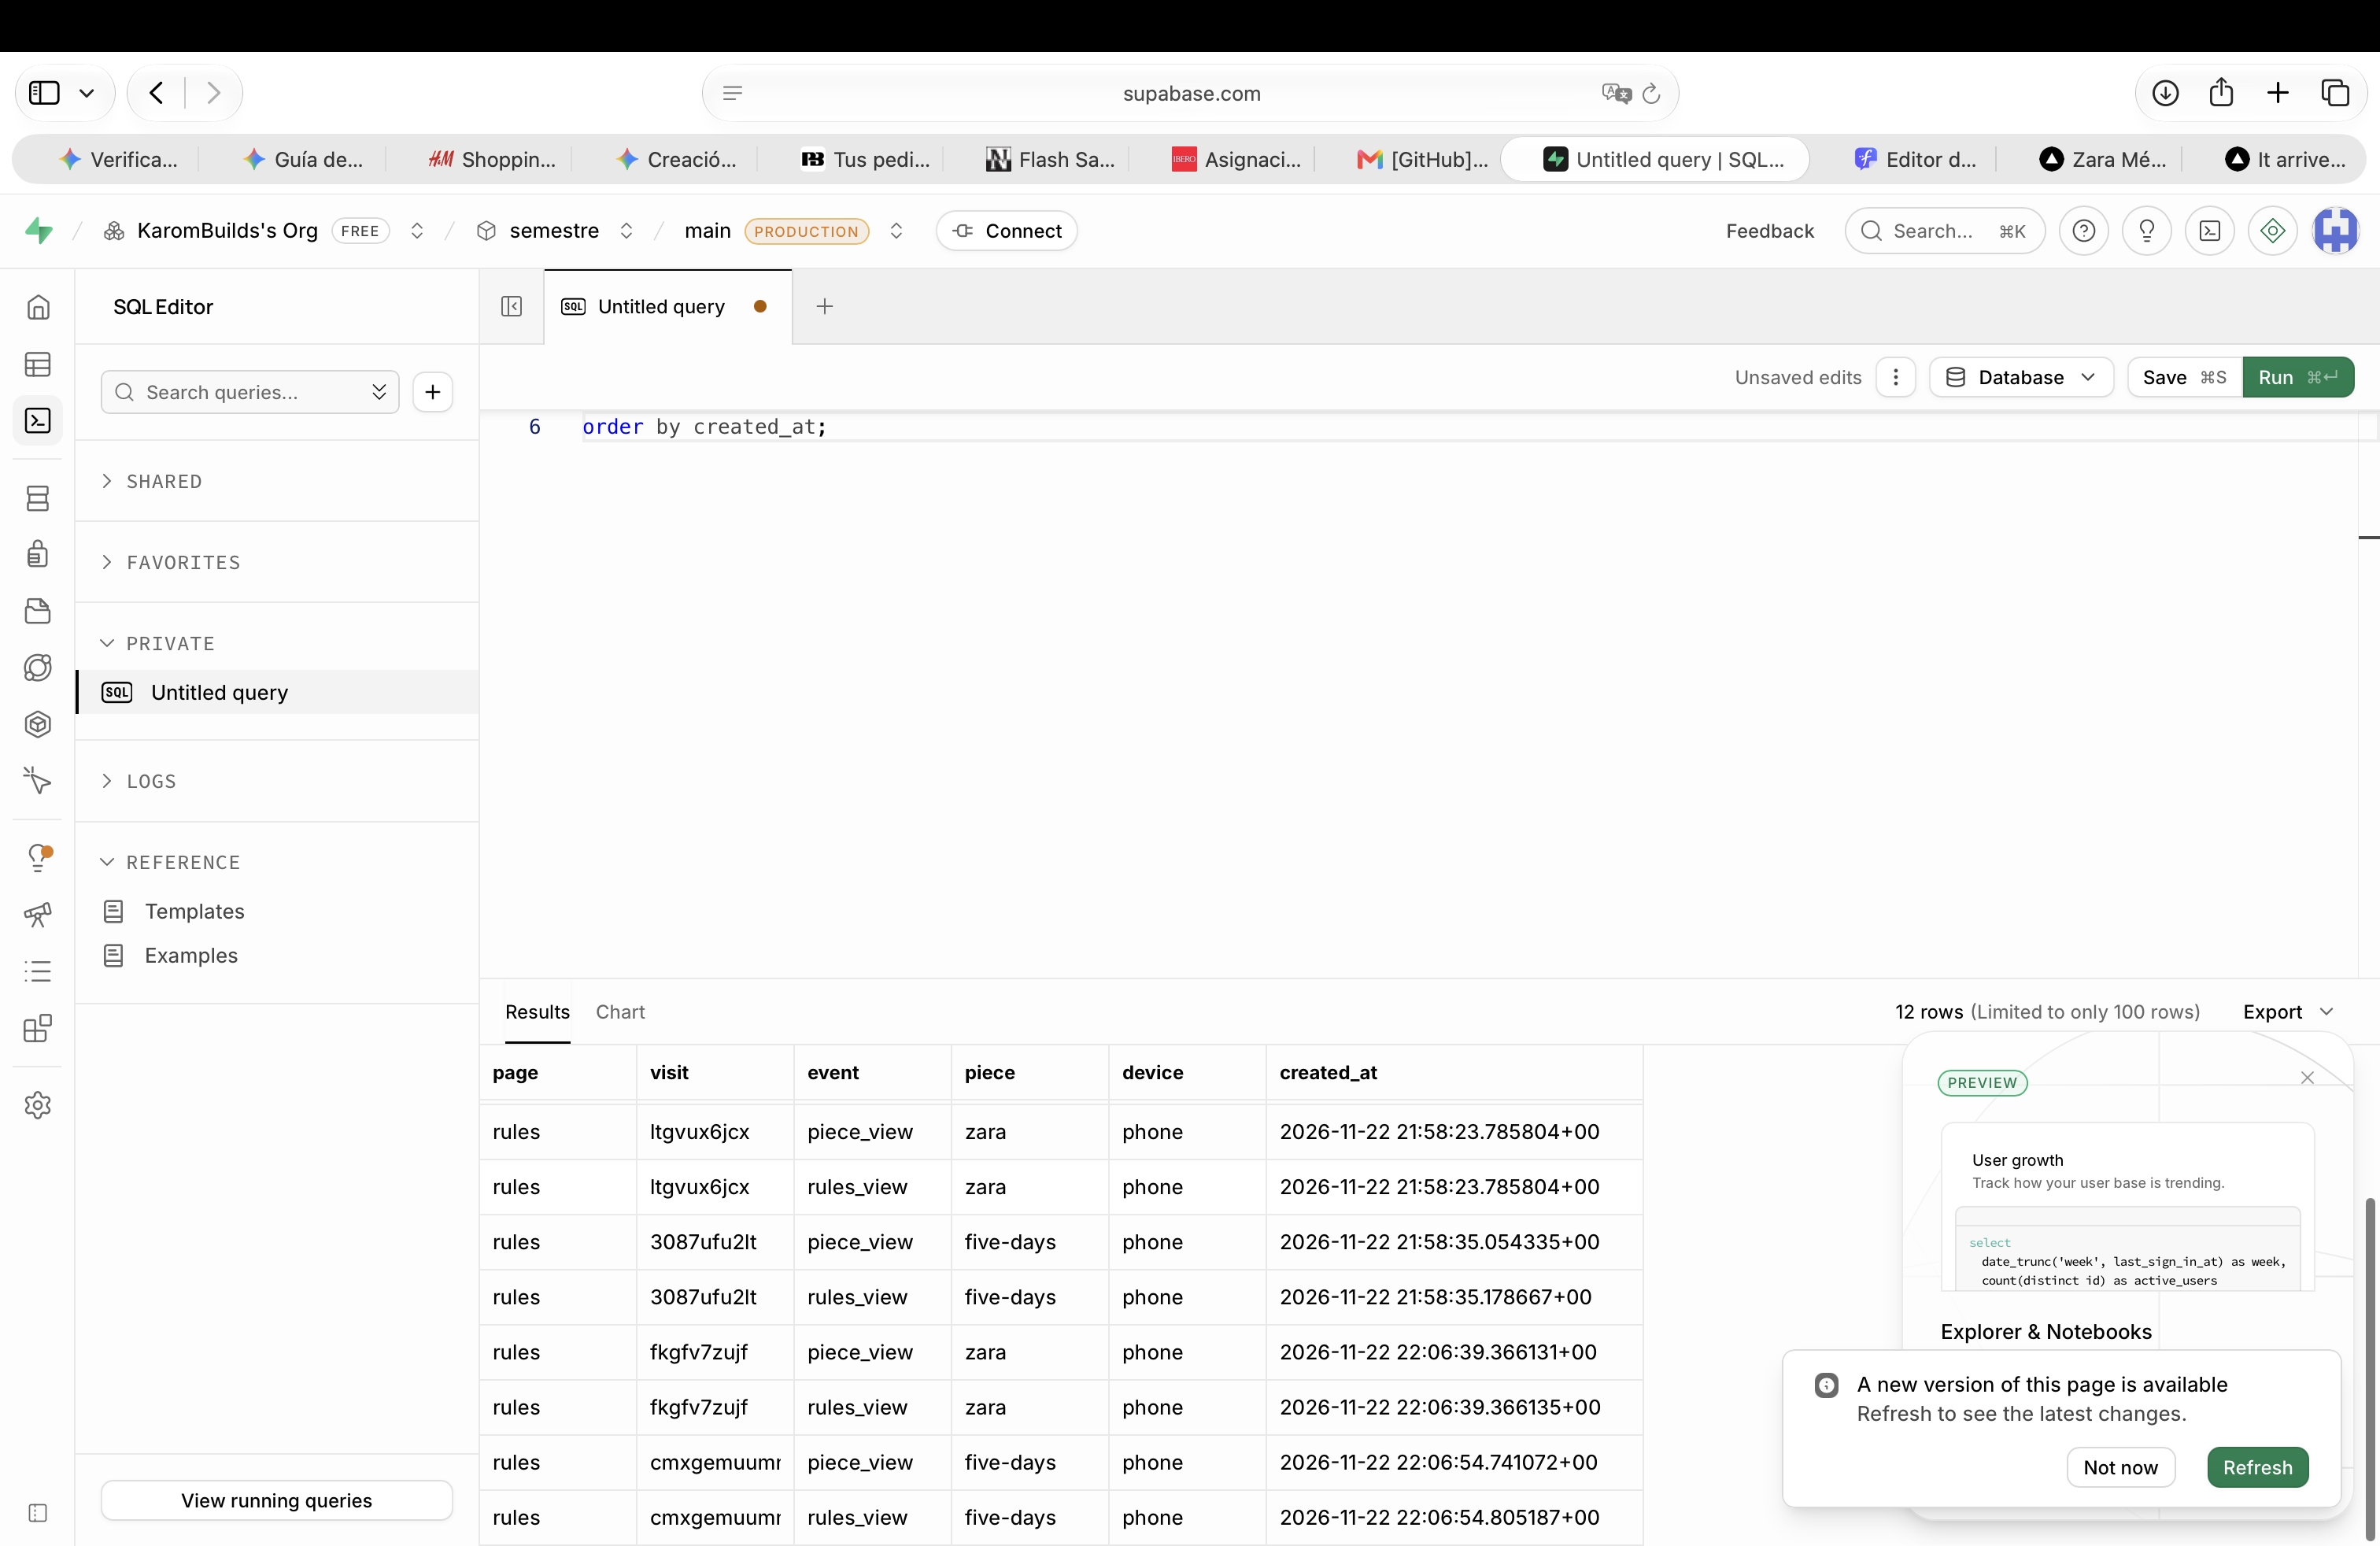 supabase.com
Verifica...
Guía de...
H&M Shoppin...
Creació...
PB Tus pedi...
N Flash Sa...
IBERO Asignaci...
[GitHub]...
Untitled query | SQL...
Editor d...
Zara Mé...
It arrive...
/ KaromBuilds's Org FREE / semestre / main PRODUCTION Connect Feedback Search... ⌘K
SQL Editor
SQL Untitled query
Search queries...
Unsaved edits Database Save ⌘S Run ⌘↵
6 order by created_at;
SHARED
FAVORITES
PRIVATE
SQL Untitled query
LOGS
REFERENCE
Templates
Examples
View running queries
Results Chart 12 rows (Limited to only 100 rows) Export
page visit event piece device created_at
rules ltgvux6jcx piece_view zara phone 2026-11-22 21:58:23.785804+00
rules ltgvux6jcx rules_view zara phone 2026-11-22 21:58:23.785804+00
rules 3087ufu2lt piece_view five-days phone 2026-11-22 21:58:35.054335+00
rules 3087ufu2lt rules_view five-days phone 2026-11-22 21:58:35.178667+00
rules fkgfv7zujf piece_view zara phone 2026-11-22 22:06:39.366131+00
rules fkgfv7zujf rules_view zara phone 2026-11-22 22:06:39.366135+00
rules cmxgemuum piece_view five-days phone 2026-11-22 22:06:54.741072+00
rules cmxgemuum rules_view five-days phone 2026-11-22 22:06:54.805187+00
PREVIEW
User growth
Track how your user base is trending.
select
date_trunc('week', last_sign_in_at) as week,
count(distinct id) as active_users
Explorer & Notebooks
A new version of this page is available
Refresh to see the latest changes.
Not now Refresh